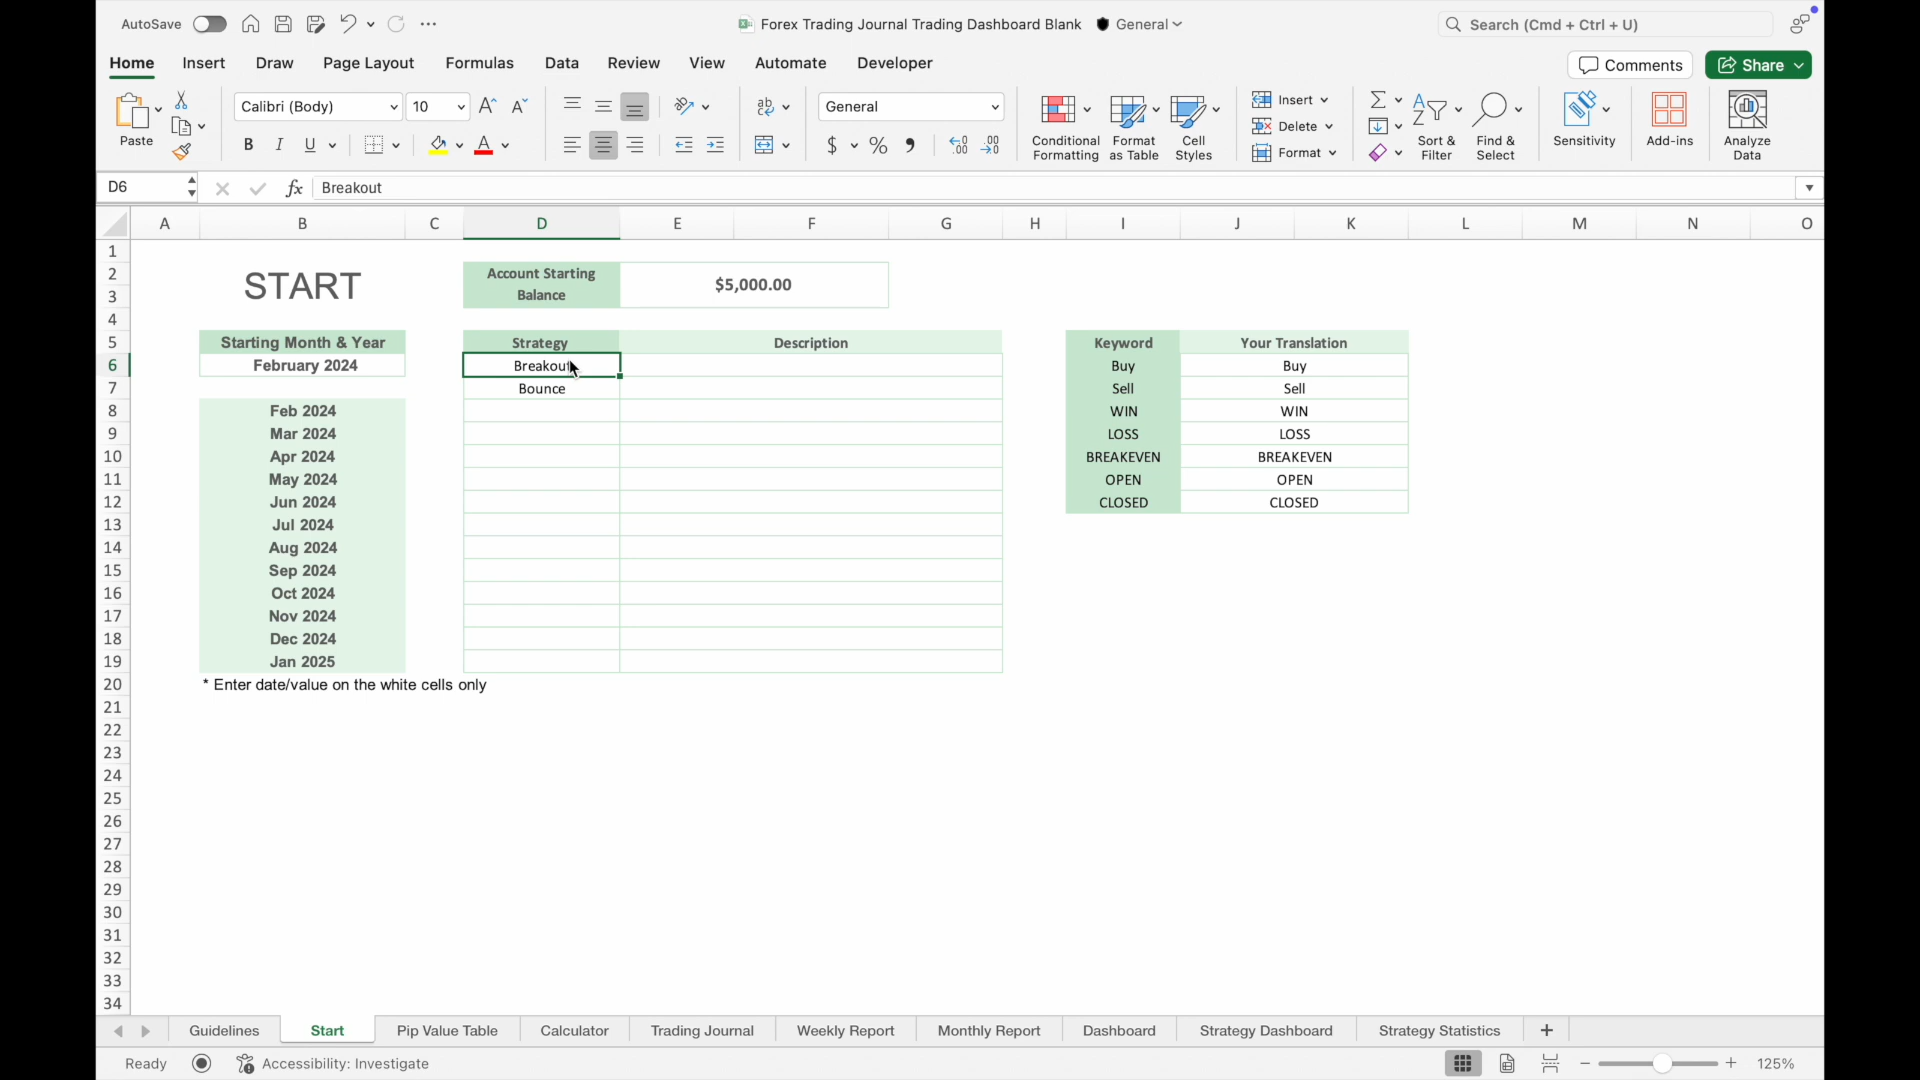 AutoSave
Forex Trading Journal Trading Dashboard Blank
General
Search (Cmd + Ctrl + U)
Home Insert Draw Page Layout Formulas Data Review View Automate Developer
Comments
Share
Paste
Calibri (Body) 10
B I U
General
$ %
Conditional Formatting
Format as Table
Cell Styles
Insert
Delete
Format
Sort & Filter
Find & Select
Sensitivity
Add-ins
Analyze Data
D6 fx Breakout
A B C D E F G H I J K L M N O
1
2 START Account Starting Balance $5,000.00
3
4
5 Starting Month & Year Strategy Description Keyword Your Translation
6 February 2024 Breakout Buy Buy
7 Bounce Sell Sell
8 Feb 2024 WIN WIN
9 Mar 2024 LOSS LOSS
10 Apr 2024 BREAKEVEN BREAKEVEN
11 May 2024 OPEN OPEN
12 Jun 2024 CLOSED CLOSED
13 Jul 2024
14 Aug 2024
15 Sep 2024
16 Oct 2024
17 Nov 2024
18 Dec 2024
19 Jan 2025
20 * Enter date/value on the white cells only
21
22
23
24
25
26
27
28
29
30
31
32
33
34
Guidelines Start Pip Value Table Calculator Trading Journal Weekly Report Monthly Report Dashboard Strategy Dashboard Strategy Statistics +
Ready Accessibility: Investigate − + 125%